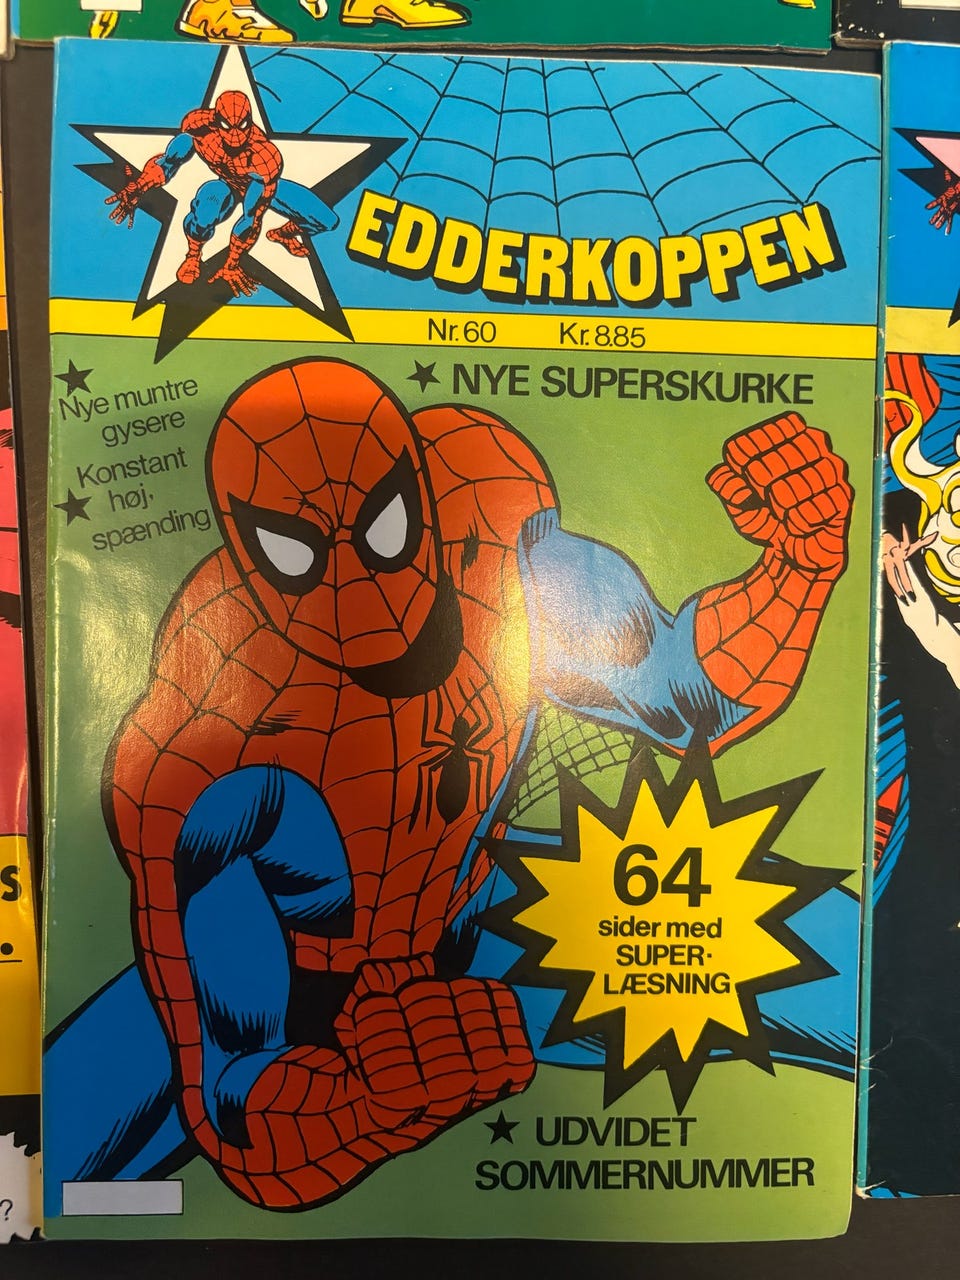 EDDERKOPPEN
Nr. 60 Kr. 8.85
Nye muntre
gysere
NYE SUPERSKURKE
Konstant
høj-
spænding
64
sider med
SUPER-
LÆSNING
UDVIDET
SOMMERNUMMER
S
.
?